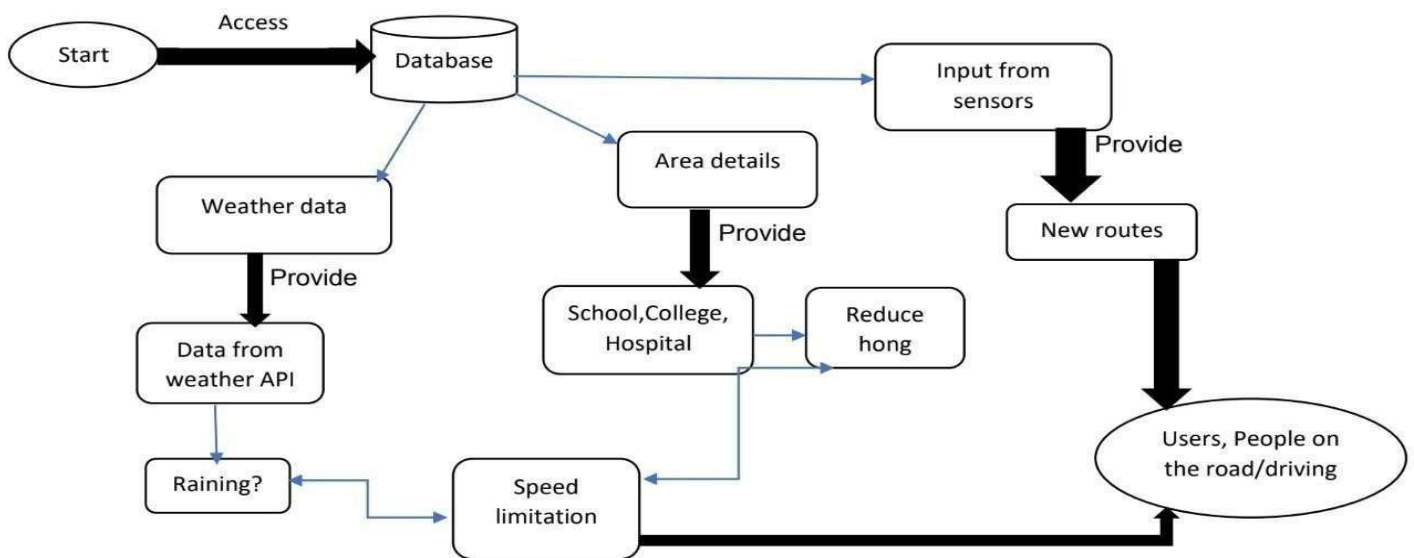 Access
Start
Database
Input from
sensors
Provide
Area details
Weather data
Provide
New routes
Provide
School,College,
Hospital
Reduce
hong
Data from
weather API
Users, People on
the road/driving
Raining?
Speed
limitation